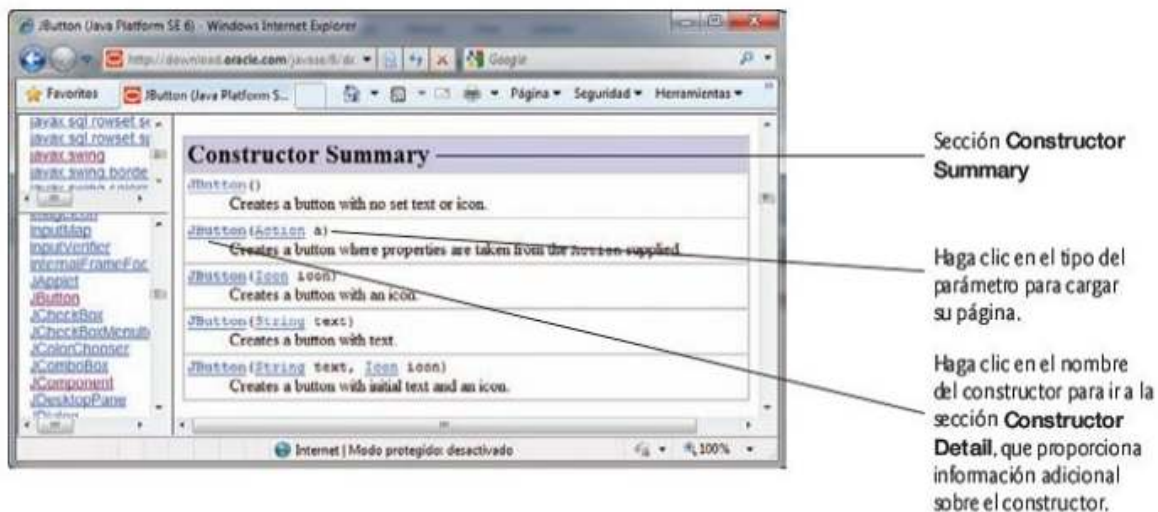 JButton (Java Platform SE 6) - Windows Internet Explorer
http://download.oracle.com/javase/6/dc
Google
Favoritos
JButton (Java Platform S...
Página
Seguridad
Herramientas
javax.sql.rowset.se
javax.sql.rowset.sp
javax.swing
javax.swing.borde
InputMap
InputVerifier
InternalFrameFoc
JApplet
JButton
JCheckBox
JCheckBoxMenuIt
JColorChooser
JComboBox
JComponent
JDesktopPane
JDialog
Constructor Summary
JButton()
Creates a button with no set text or icon.
JButton(Action a)
Creates a button where properties are taken from the Action supplied.
JButton(Icon icon)
Creates a button with an icon.
JButton(String text)
Creates a button with text.
JButton(String text, Icon icon)
Creates a button with initial text and an icon.
Internet | Modo protegido: desactivado
100%
Sección Constructor
Summary
Haga clic en el tipo del
parámetro para cargar
su página.
Haga clic en el nombre
del constructor para ir a la
sección Constructor
Detail, que proporciona
información adicional
sobre el constructor.